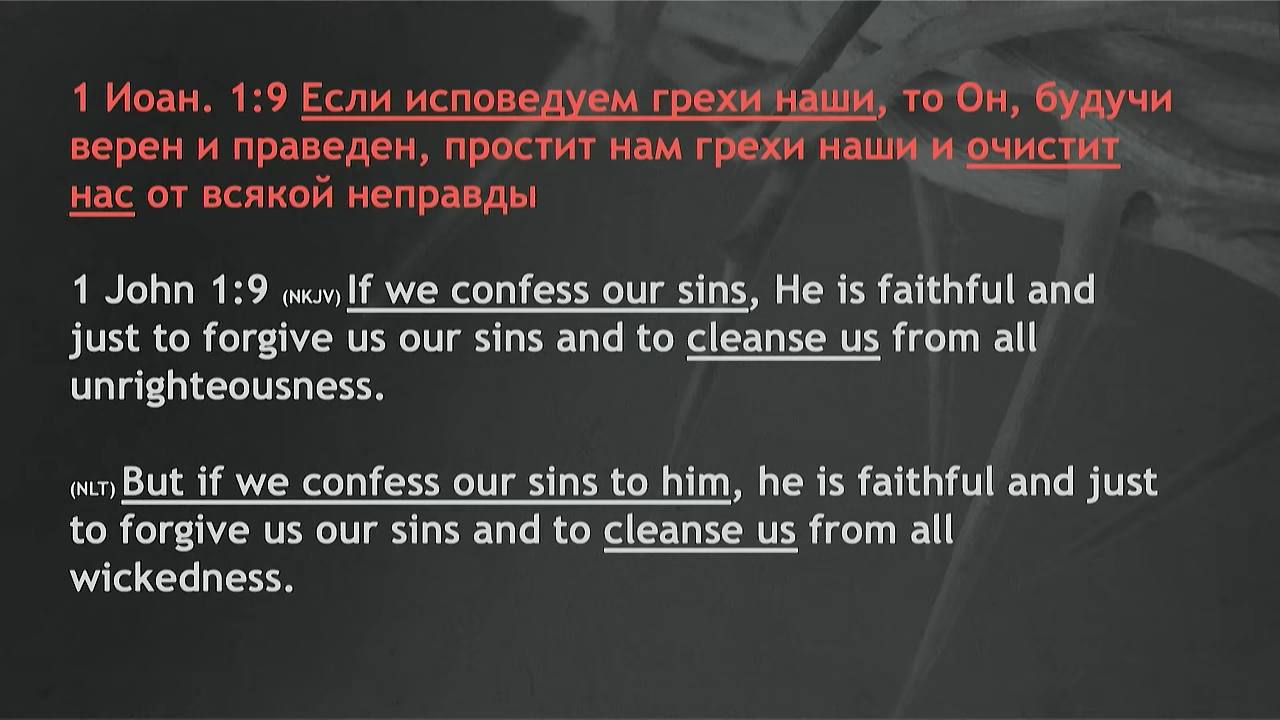 1 Иоан. 1:9 Если исповедуем грехи наши, то Он, будучи
верен и праведен, простит нам грехи наши и очистит
нас от всякой неправды
1 John 1:9 (NKJV) If we confess our sins, He is faithful and
just to forgive us our sins and to cleanse us from all
unrighteousness.
(NLT) But if we confess our sins to him, he is faithful and just
to forgive us our sins and to cleanse us from all
wickedness.